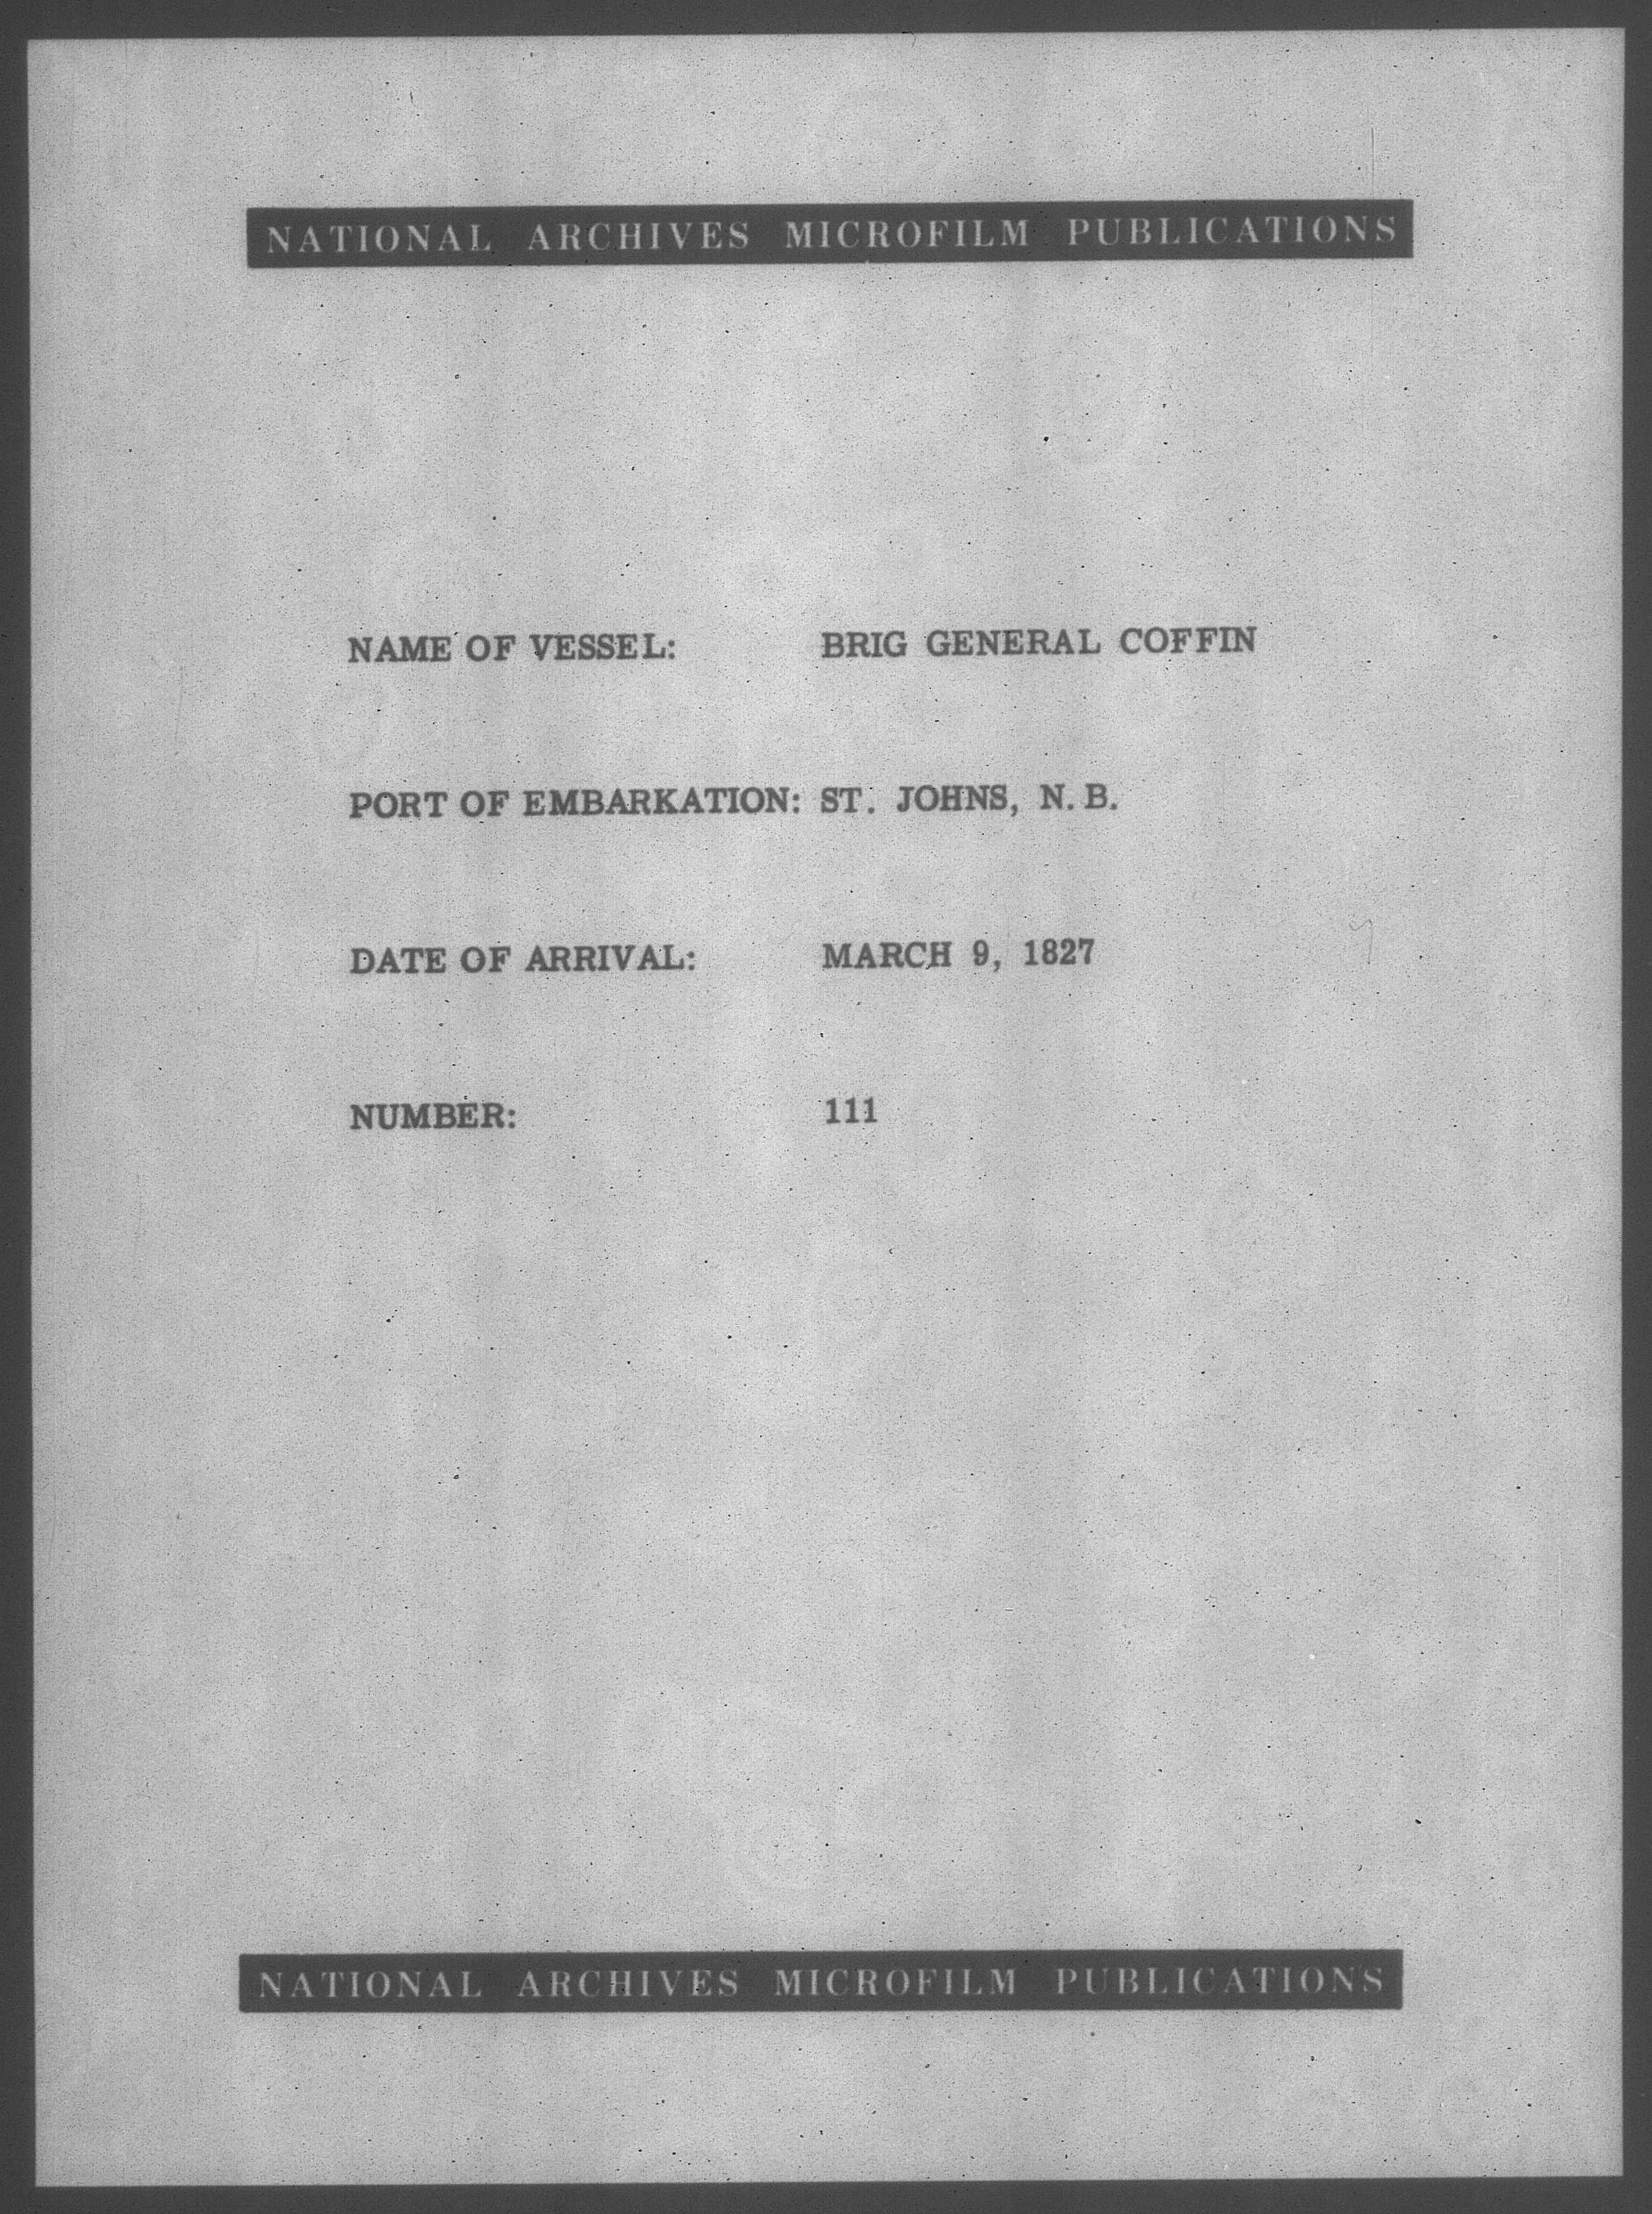 NATIONAL ARCHIVES MICROFILM PUBLICATIONS
NAME OF VESSEL: BRIG GENERAL COFFIN
PORT OF EMBARKATION: ST. JOHNS, N. B.
DATE OF ARRIVAL: MARCH 9, 1827
NUMBER: 111
NATIONAL ARCHIVES MICROFILM PUBLICATIONS